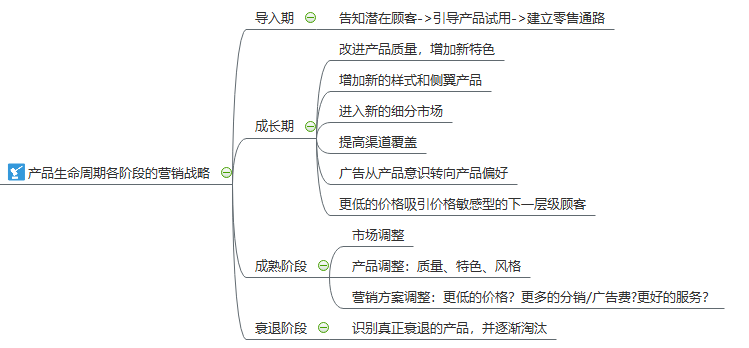 产品生命周期各阶段的营销战略
导入期
告知潜在顾客->引导产品试用->建立零售通路
成长期
改进产品质量，增加新特色
增加新的样式和侧翼产品
进入新的细分市场
提高渠道覆盖
广告从产品意识转向产品偏好
更低的价格吸引价格敏感型的下一层级顾客
成熟阶段
市场调整
产品调整：质量、特色、风格
营销方案调整：更低的价格？更多的分销/广告费?更好的服务？
衰退阶段
识别真正衰退的产品，并逐渐淘汰